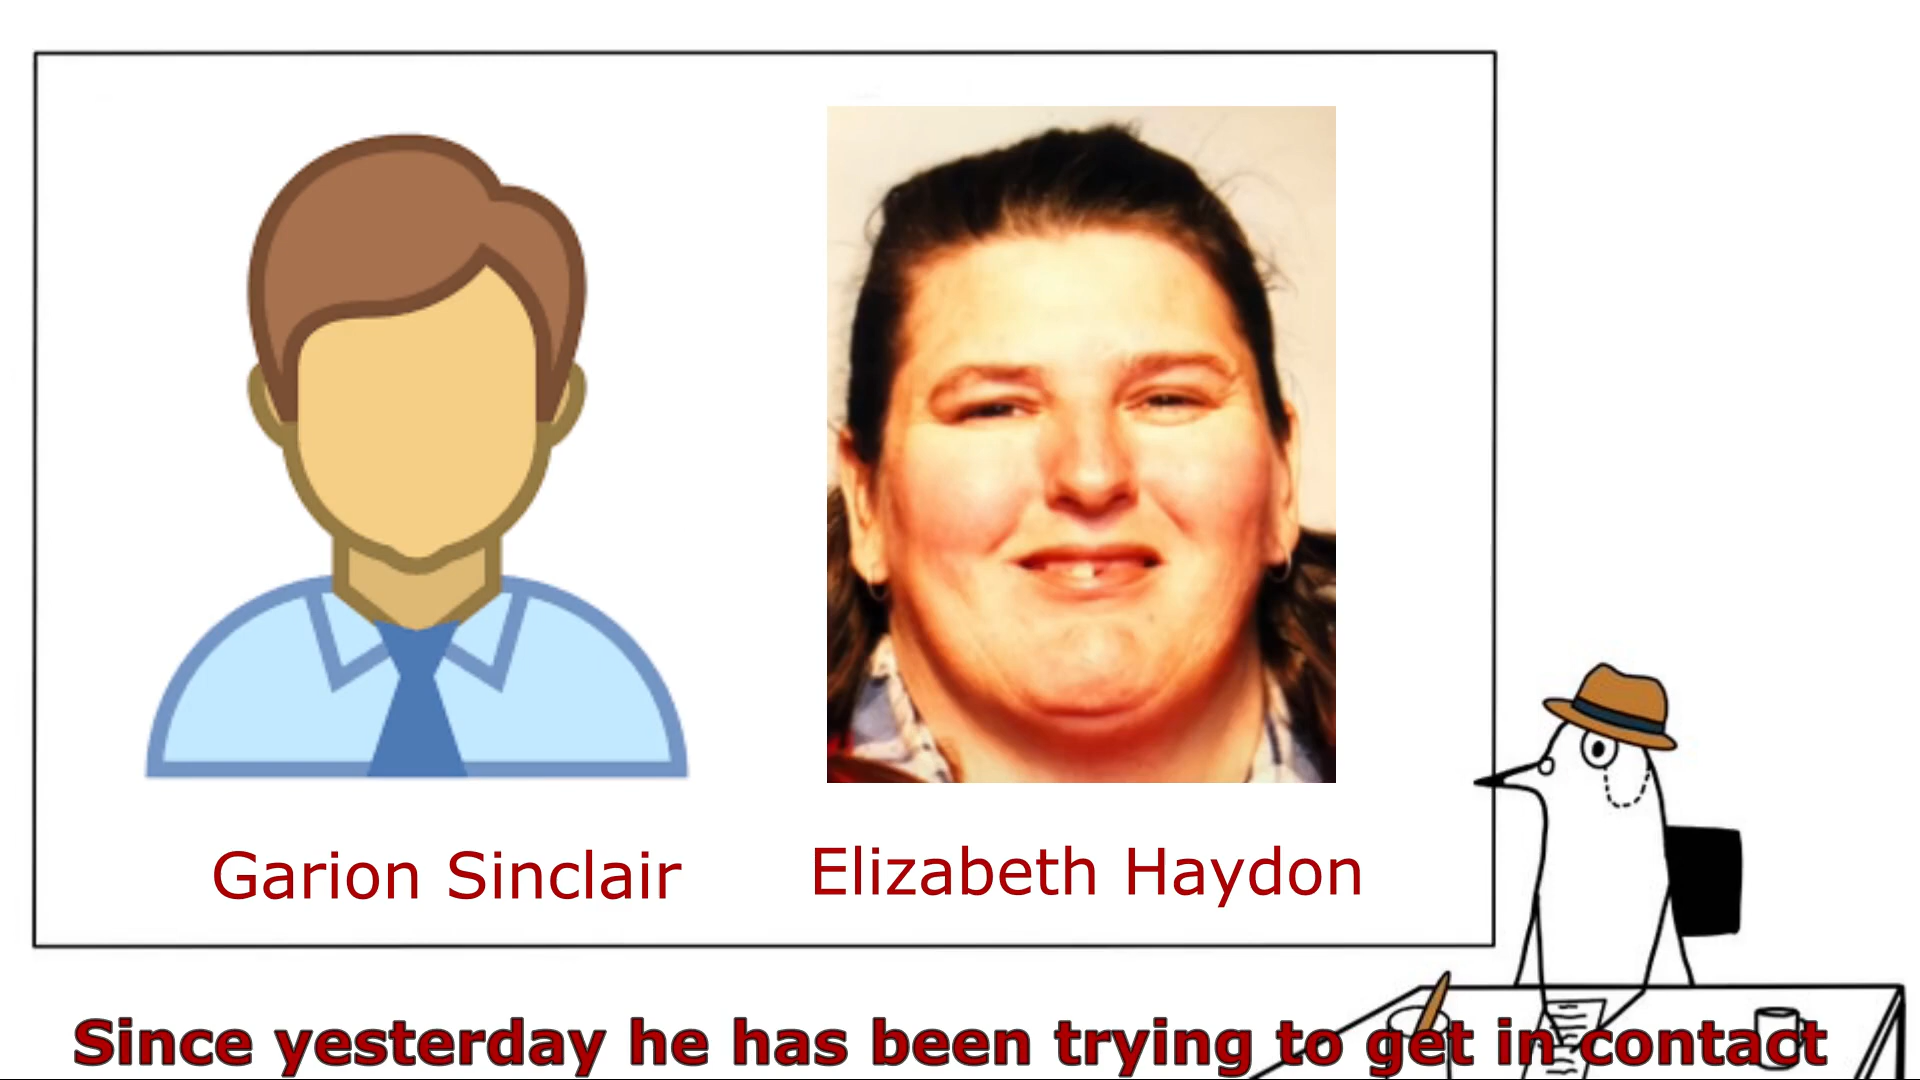 Garion Sinclair
Elizabeth Haydon
Since yesterday he has been trying to get in contact